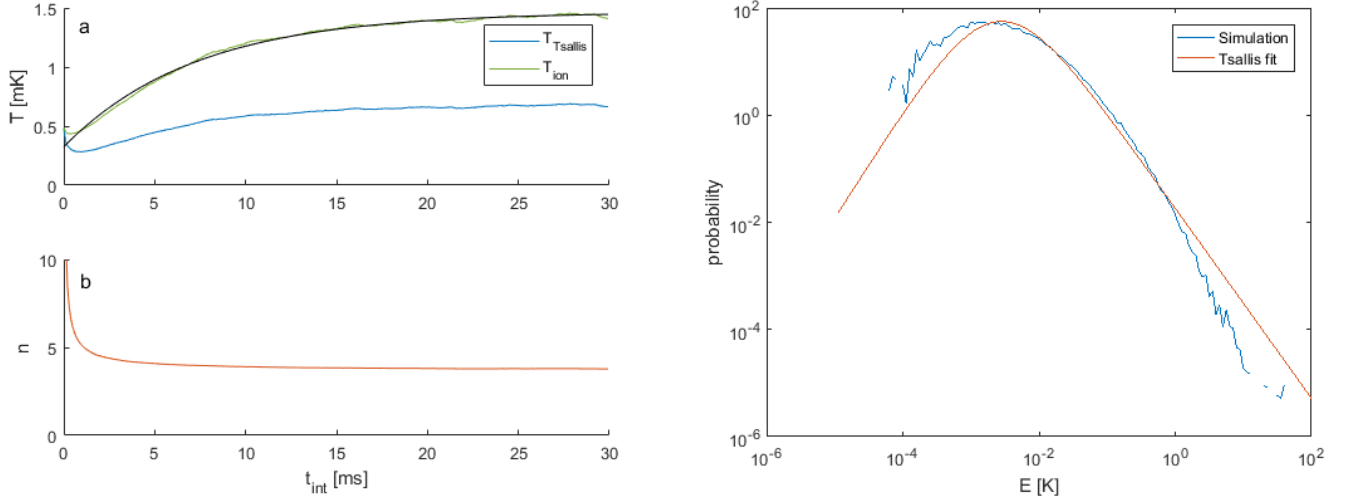 a
T_Tsallis
T_ion
T [mK]
1.5
1
0.5
0
0 5 10 15 20 25 30
b
n
10
5
0
0 5 10 15 20 25 30
t_int [ms]
Simulation
Tsallis fit
probability
10^2
10^0
10^-2
10^-4
10^-6
10^-6 10^-4 10^-2 10^0 10^2
E [K]